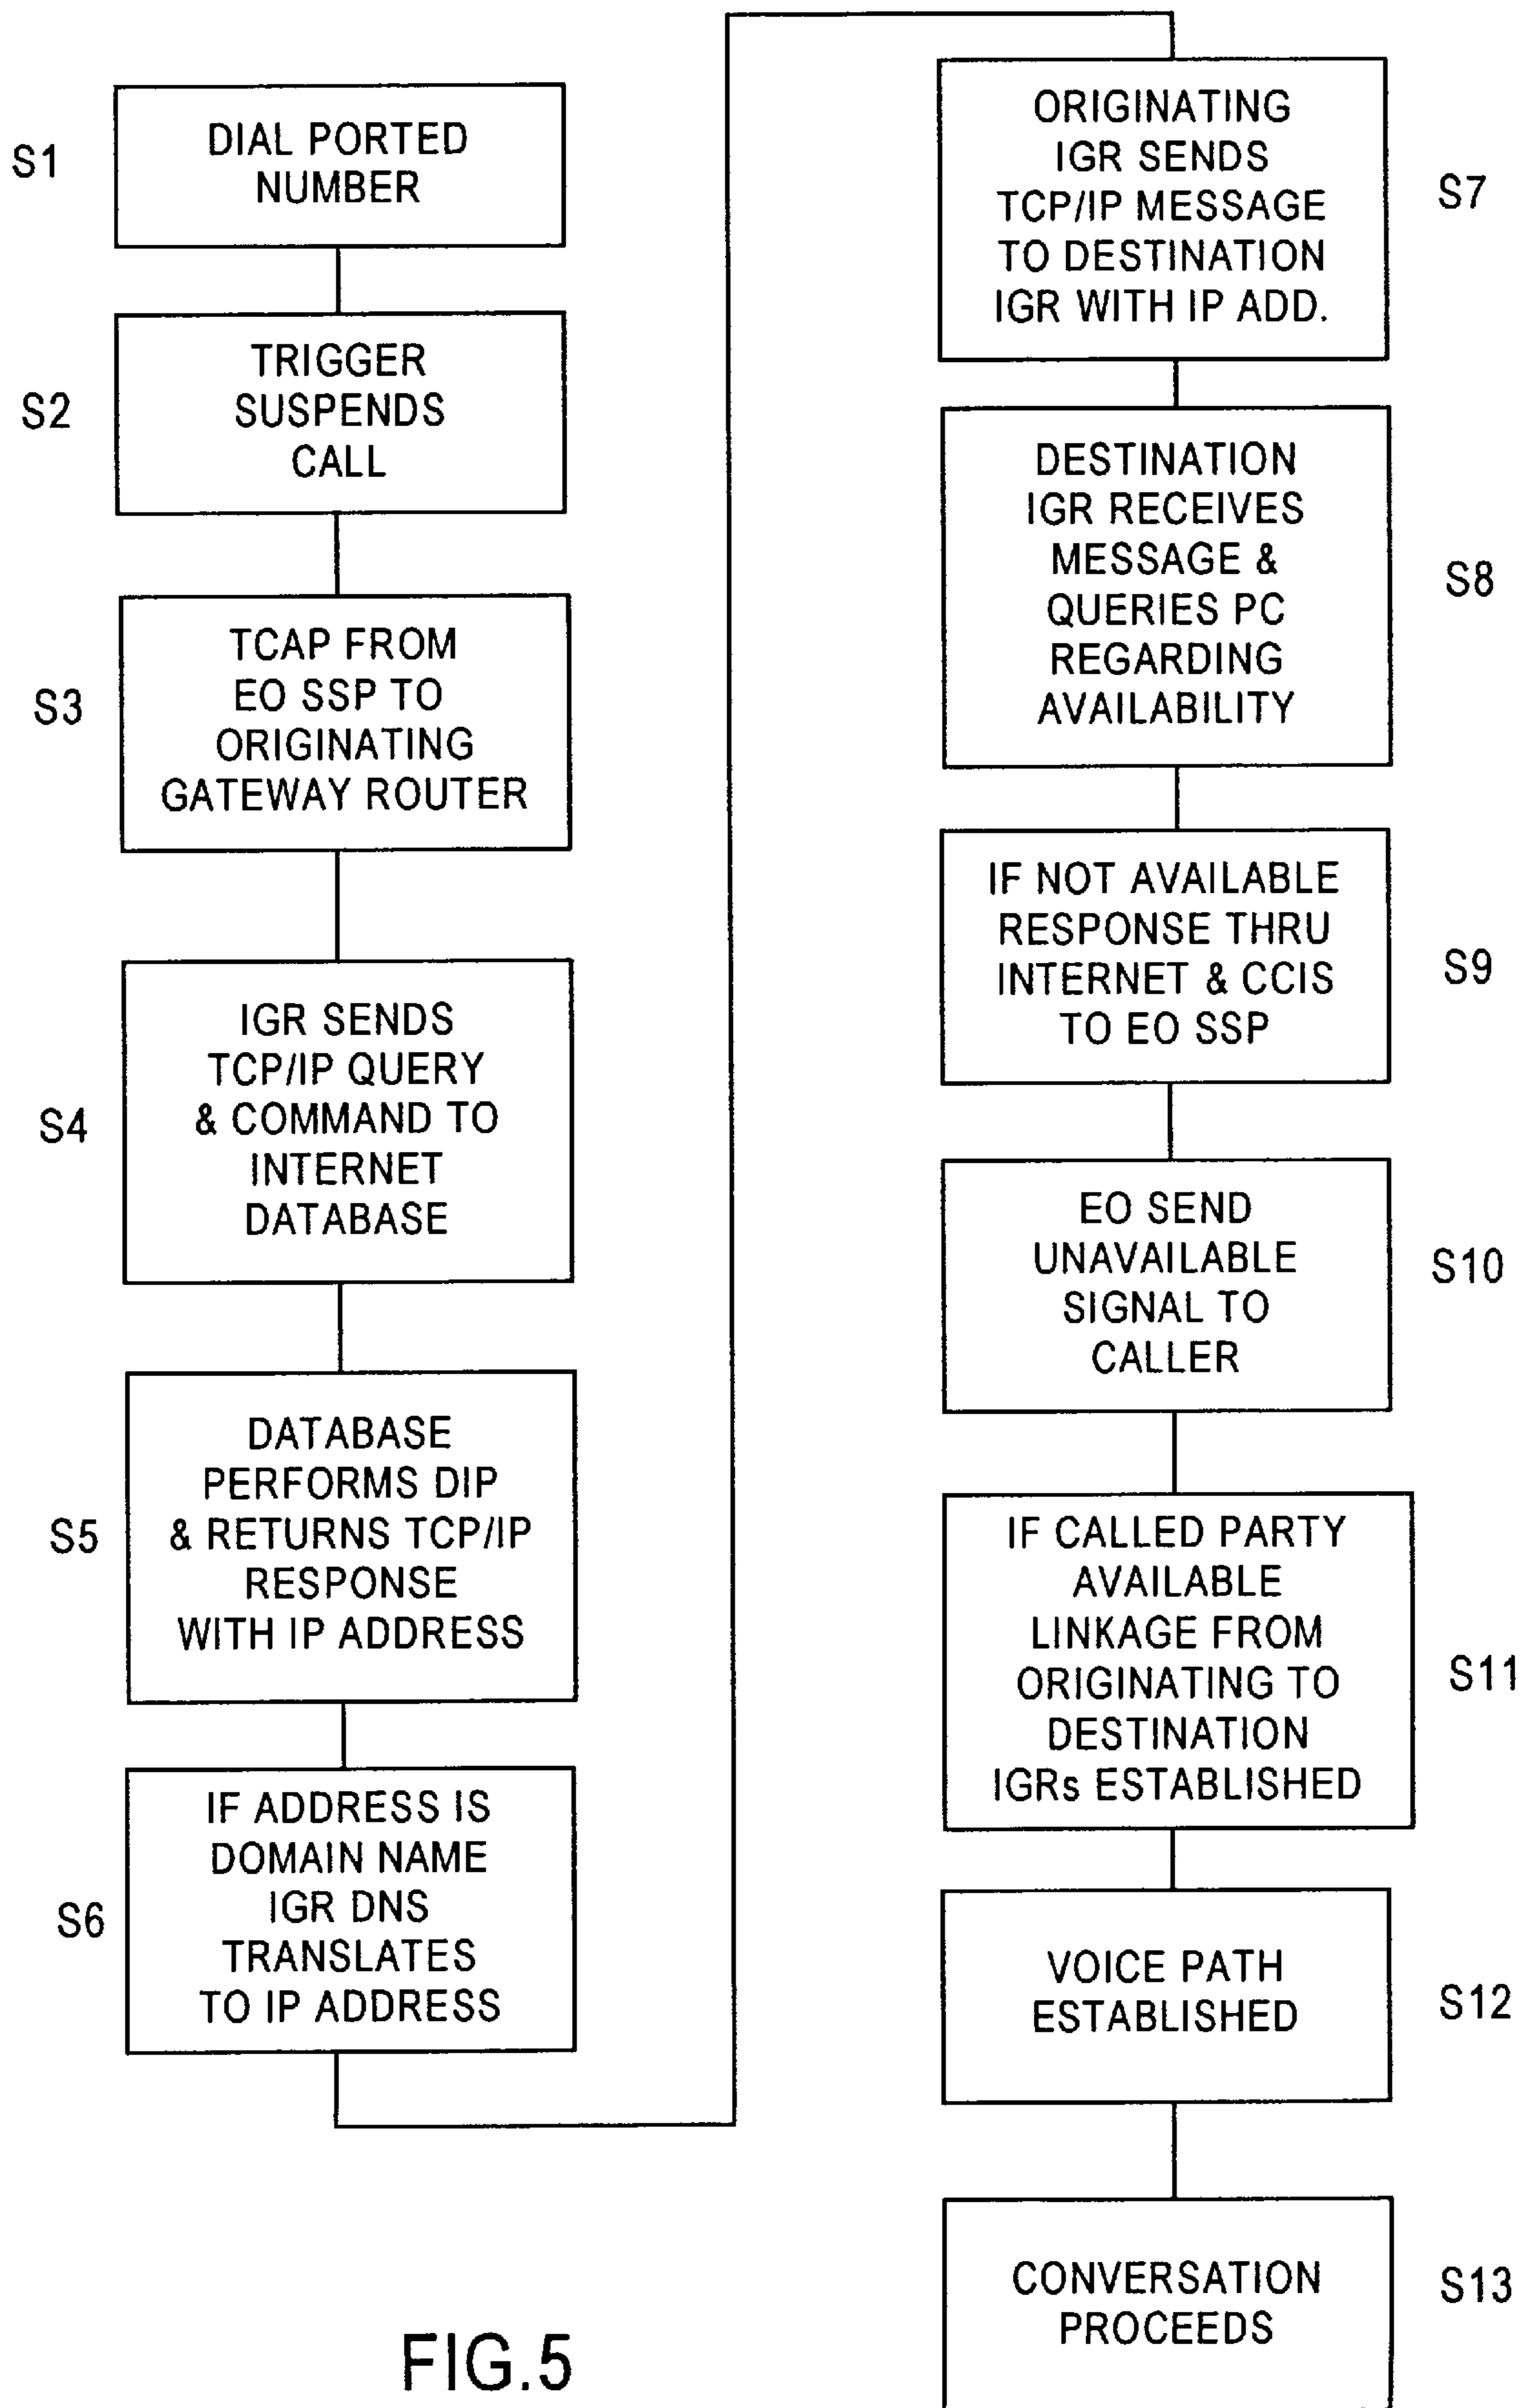 S1
DIAL PORTED
NUMBER
S2
TRIGGER
SUSPENDS
CALL
S3
TCAP FROM
EO SSP TO
ORIGINATING
GATEWAY ROUTER
S4
IGR SENDS
TCP/IP QUERY
& COMMAND TO
INTERNET
DATABASE
S5
DATABASE
PERFORMS DIP
& RETURNS TCP/IP
RESPONSE
WITH IP ADDRESS
S6
IF ADDRESS IS
DOMAIN NAME
IGR DNS
TRANSLATES
TO IP ADDRESS
ORIGINATING
IGR SENDS
TCP/IP MESSAGE
TO DESTINATION
IGR WITH IP ADD.
S7
DESTINATION
IGR RECEIVES
MESSAGE &
QUERIES PC
REGARDING
AVAILABILITY
S8
IF NOT AVAILABLE
RESPONSE THRU
INTERNET & CCIS
TO EO SSP
S9
EO SEND
UNAVAILABLE
SIGNAL TO
CALLER
S10
IF CALLED PARTY
AVAILABLE
LINKAGE FROM
ORIGINATING TO
DESTINATION
IGRs ESTABLISHED
S11
VOICE PATH
ESTABLISHED
S12
CONVERSATION
PROCEEDS
S13
FIG.5